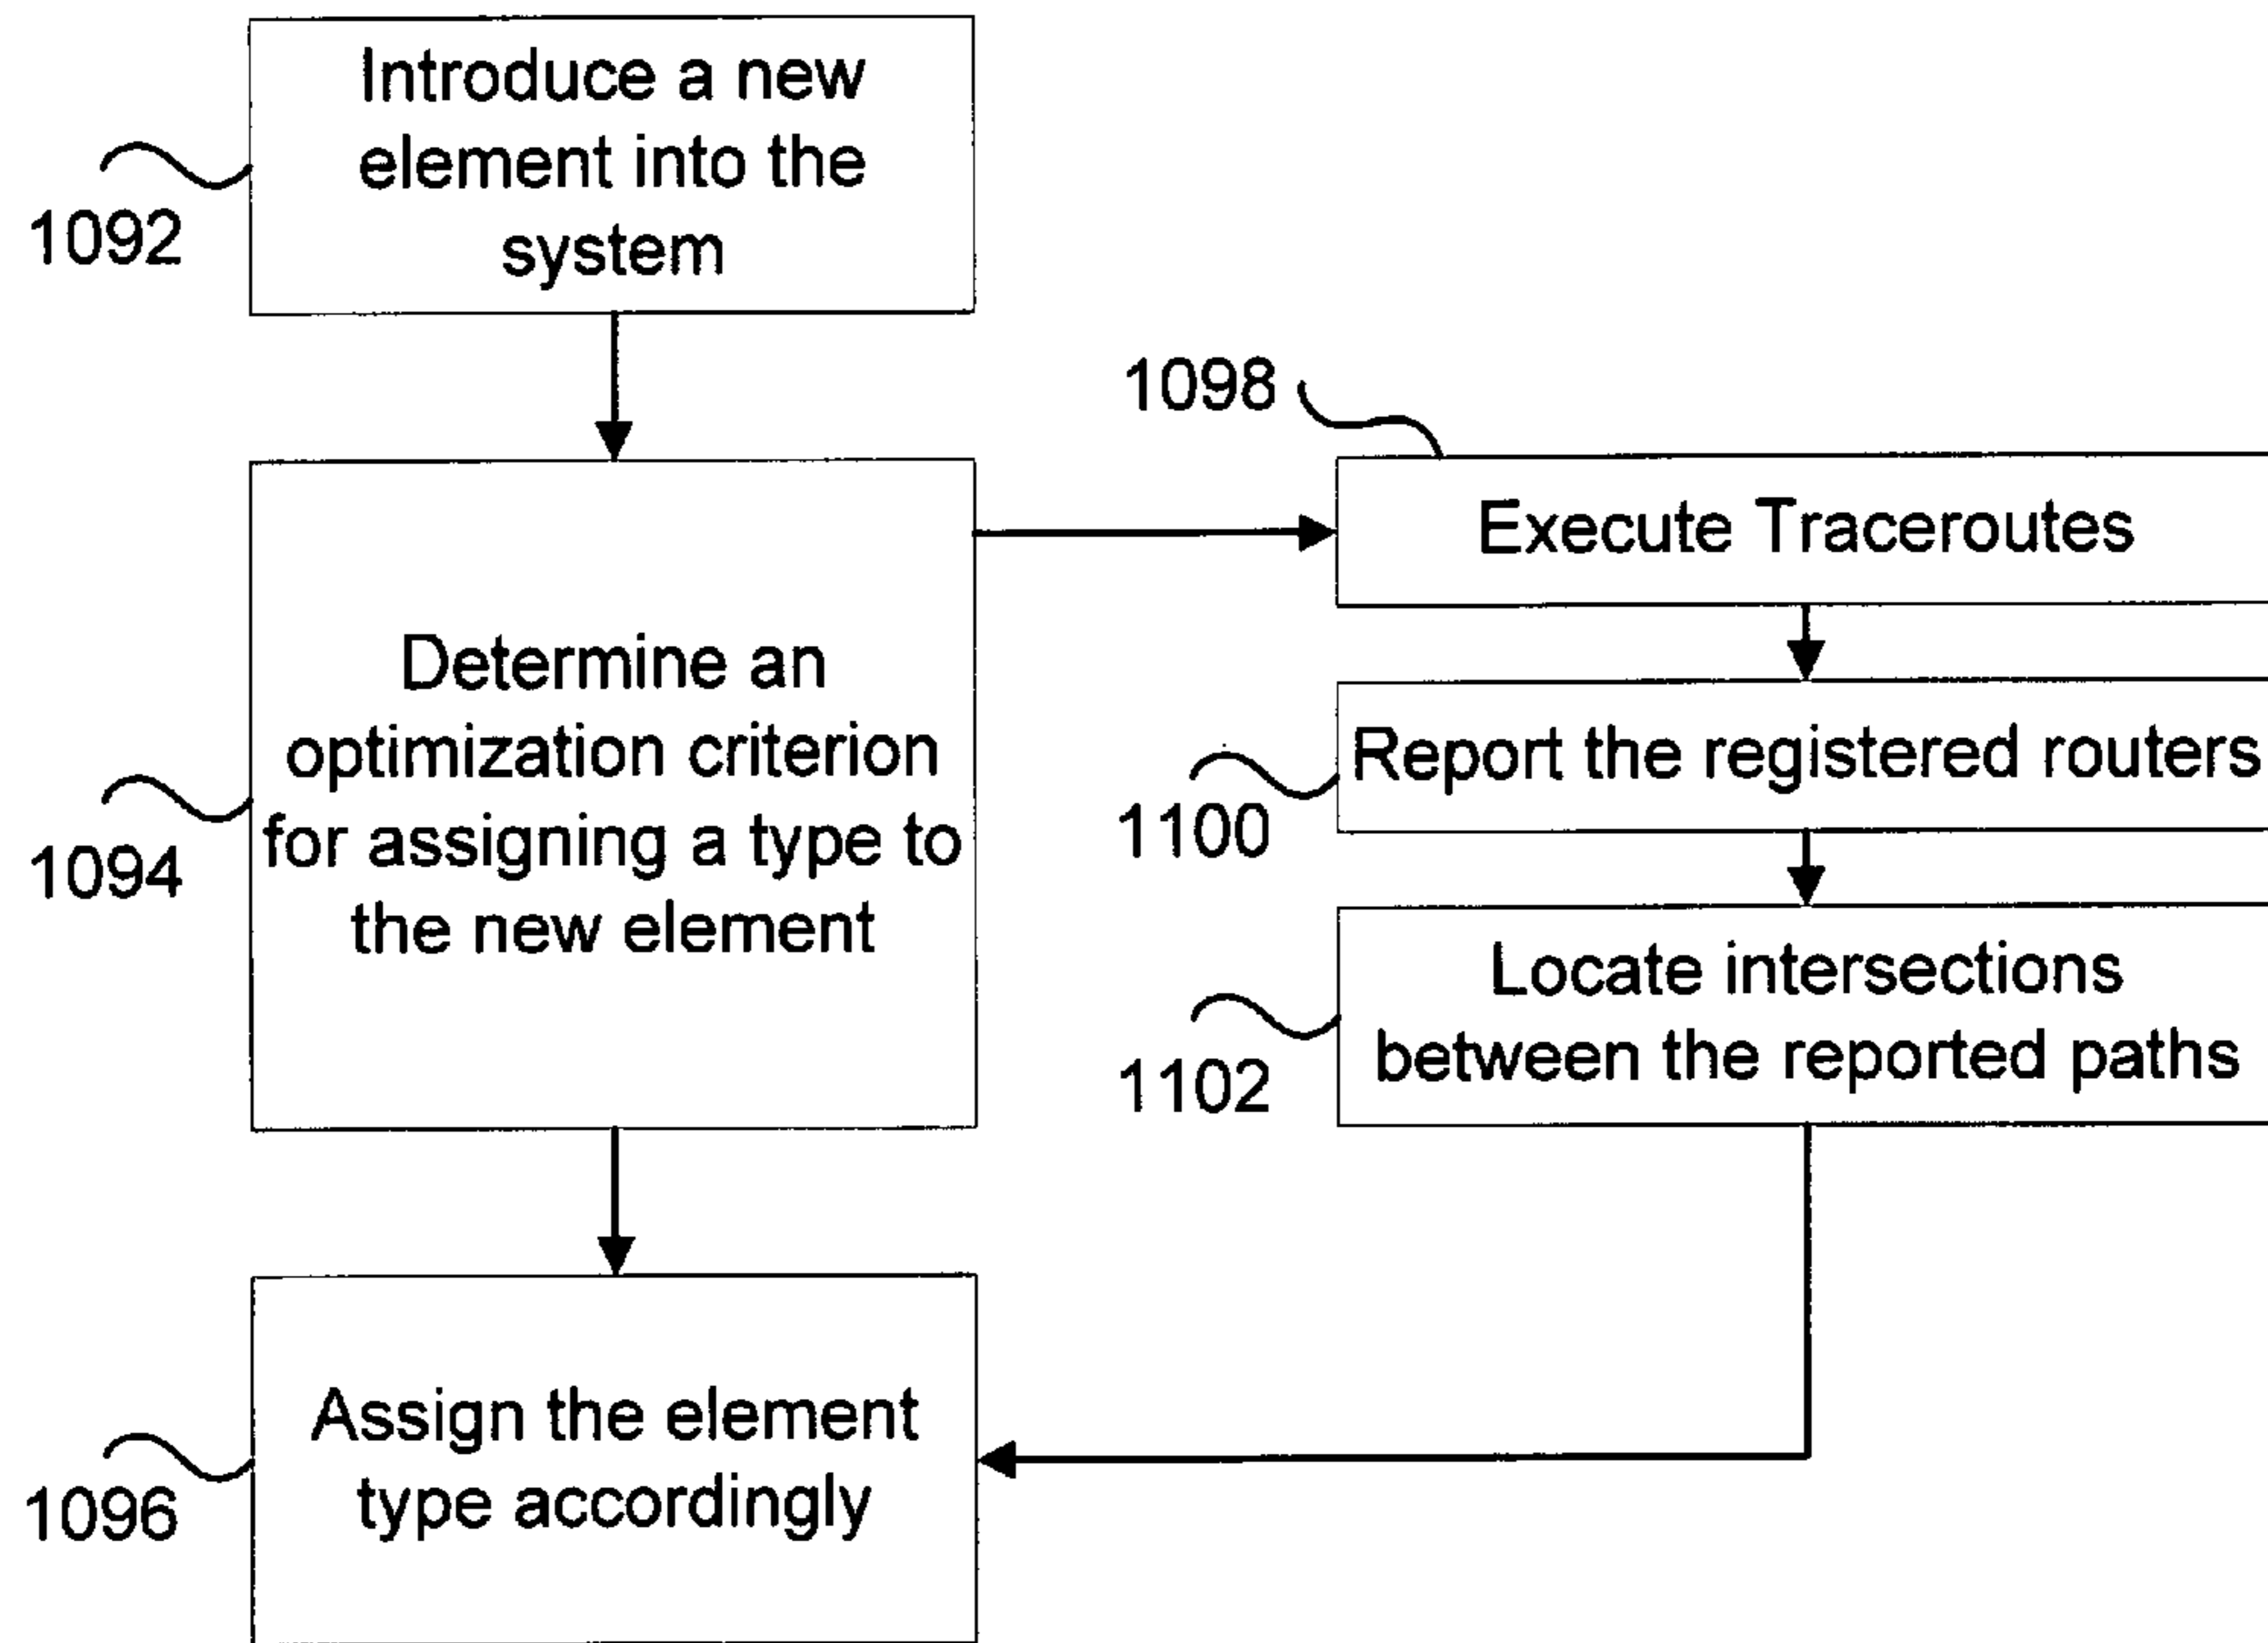 Introduce a new
element into the
system
1092
Determine an
optimization criterion
for assigning a type to
the new element
1094
Assign the element
type accordingly
1096
1098
Execute Traceroutes
Report the registered routers
1100
Locate intersections
between the reported paths
1102